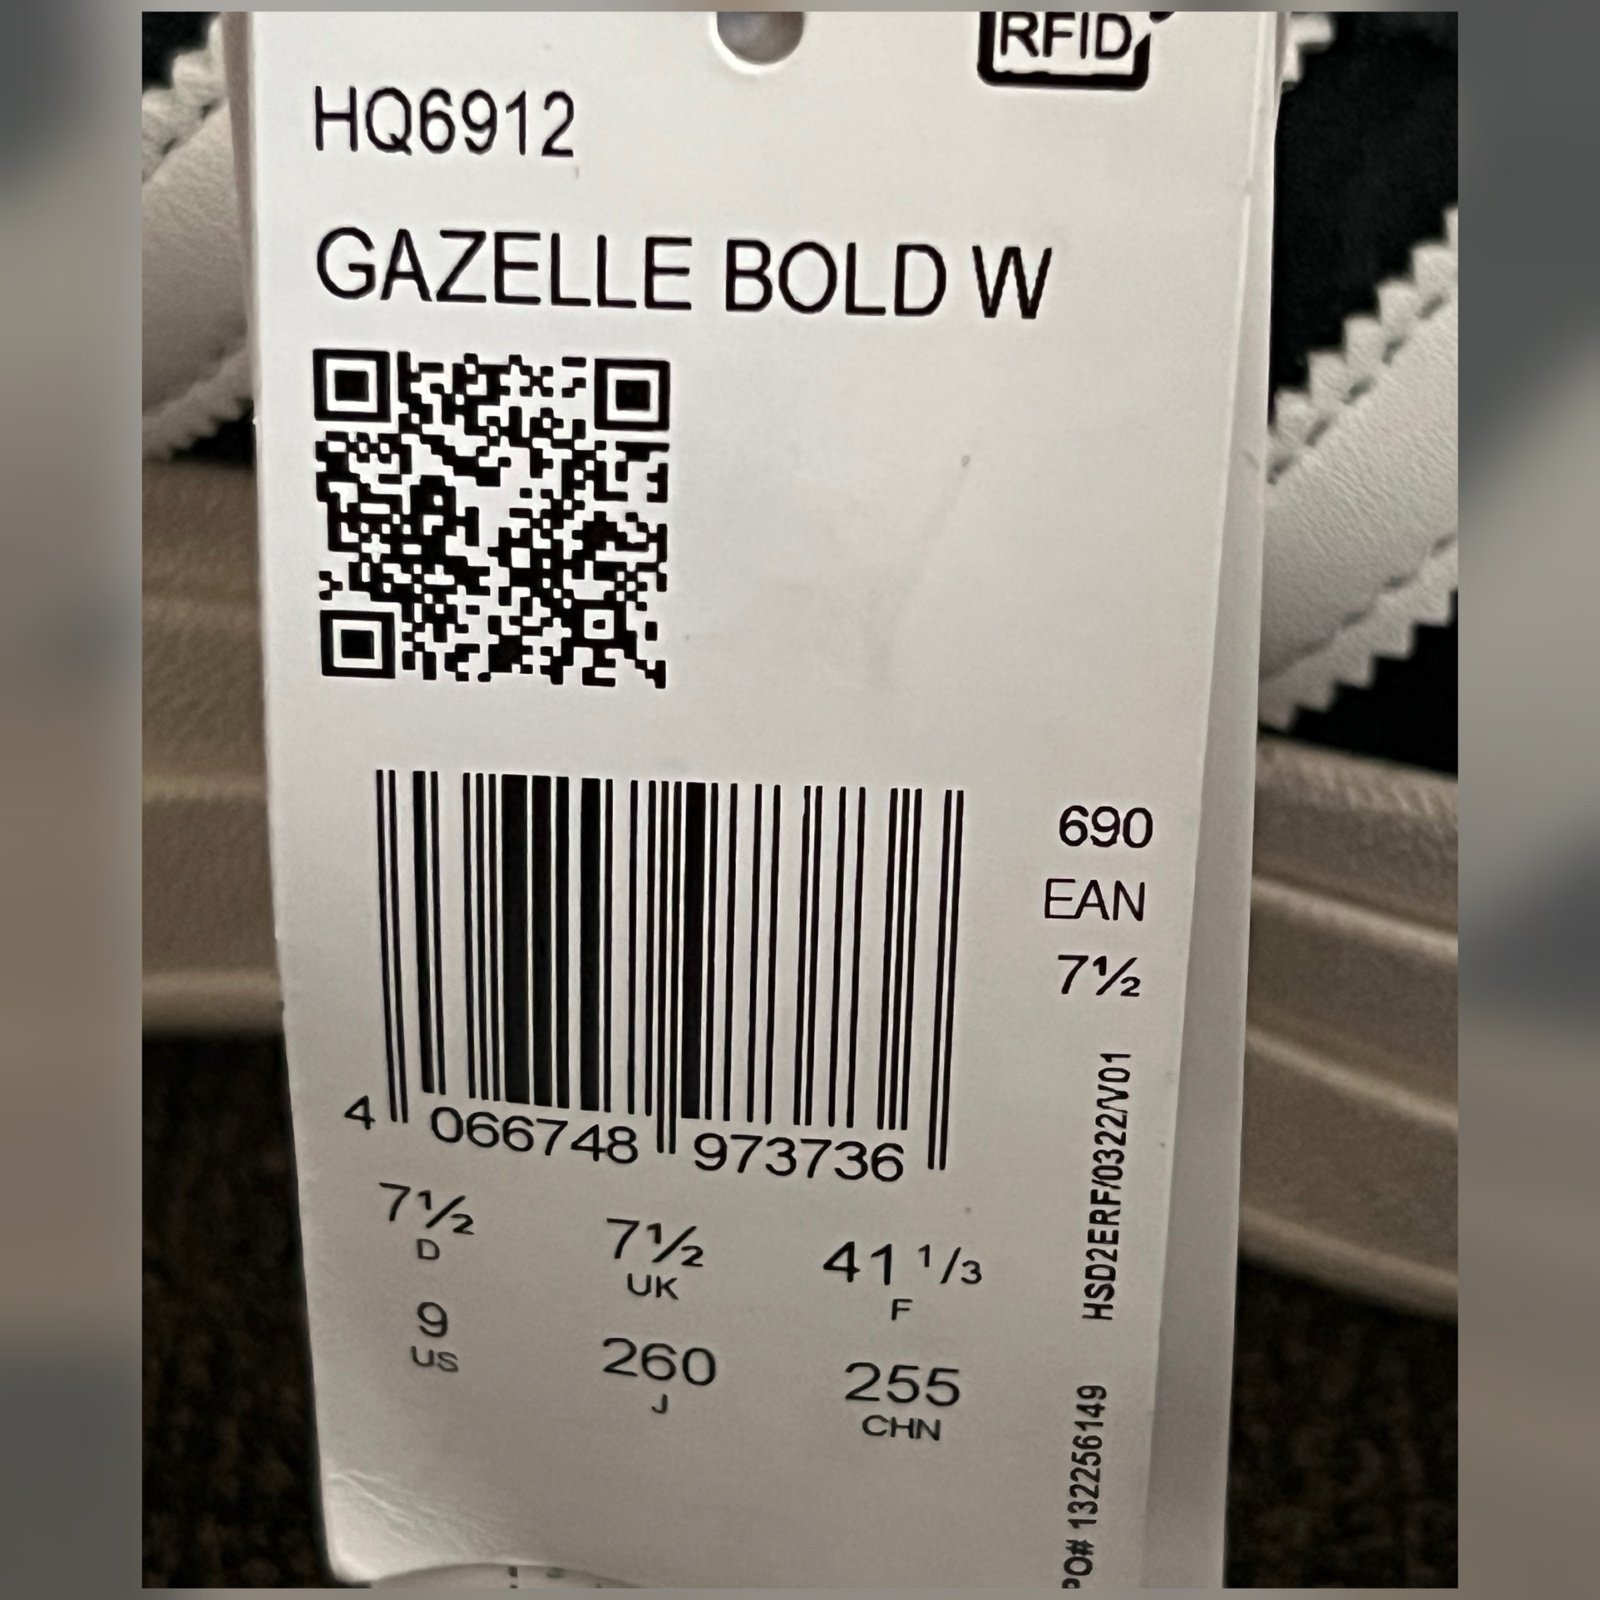 RFID
HQ6912
GAZELLE BOLD W
690
EAN
7½
4 066748 973736
7½ 7½ 41 1/3
D UK F
9 260 255
US J CHN
HSD2ERF/0322/V01
PO# 132256149